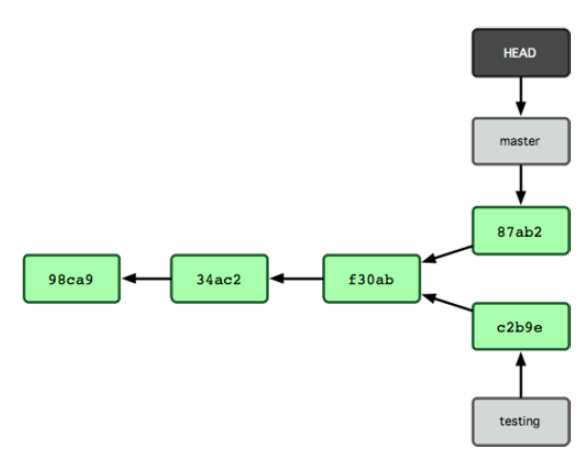 HEAD
master
87ab2
98ca9
34ac2
f30ab
c2b9e
testing